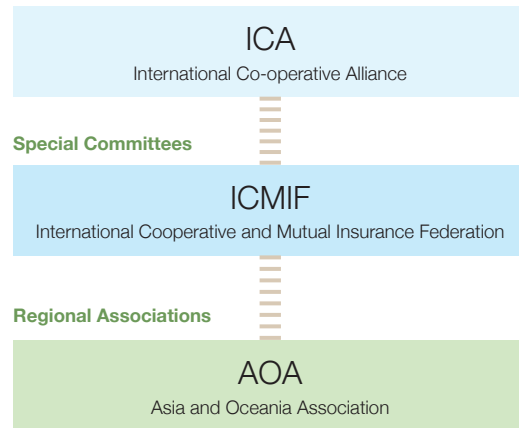 ICA
International Co-operative Alliance
Special Committees
ICMIF
International Cooperative and Mutual Insurance Federation
Regional Associations
AOA
Asia and Oceania Association